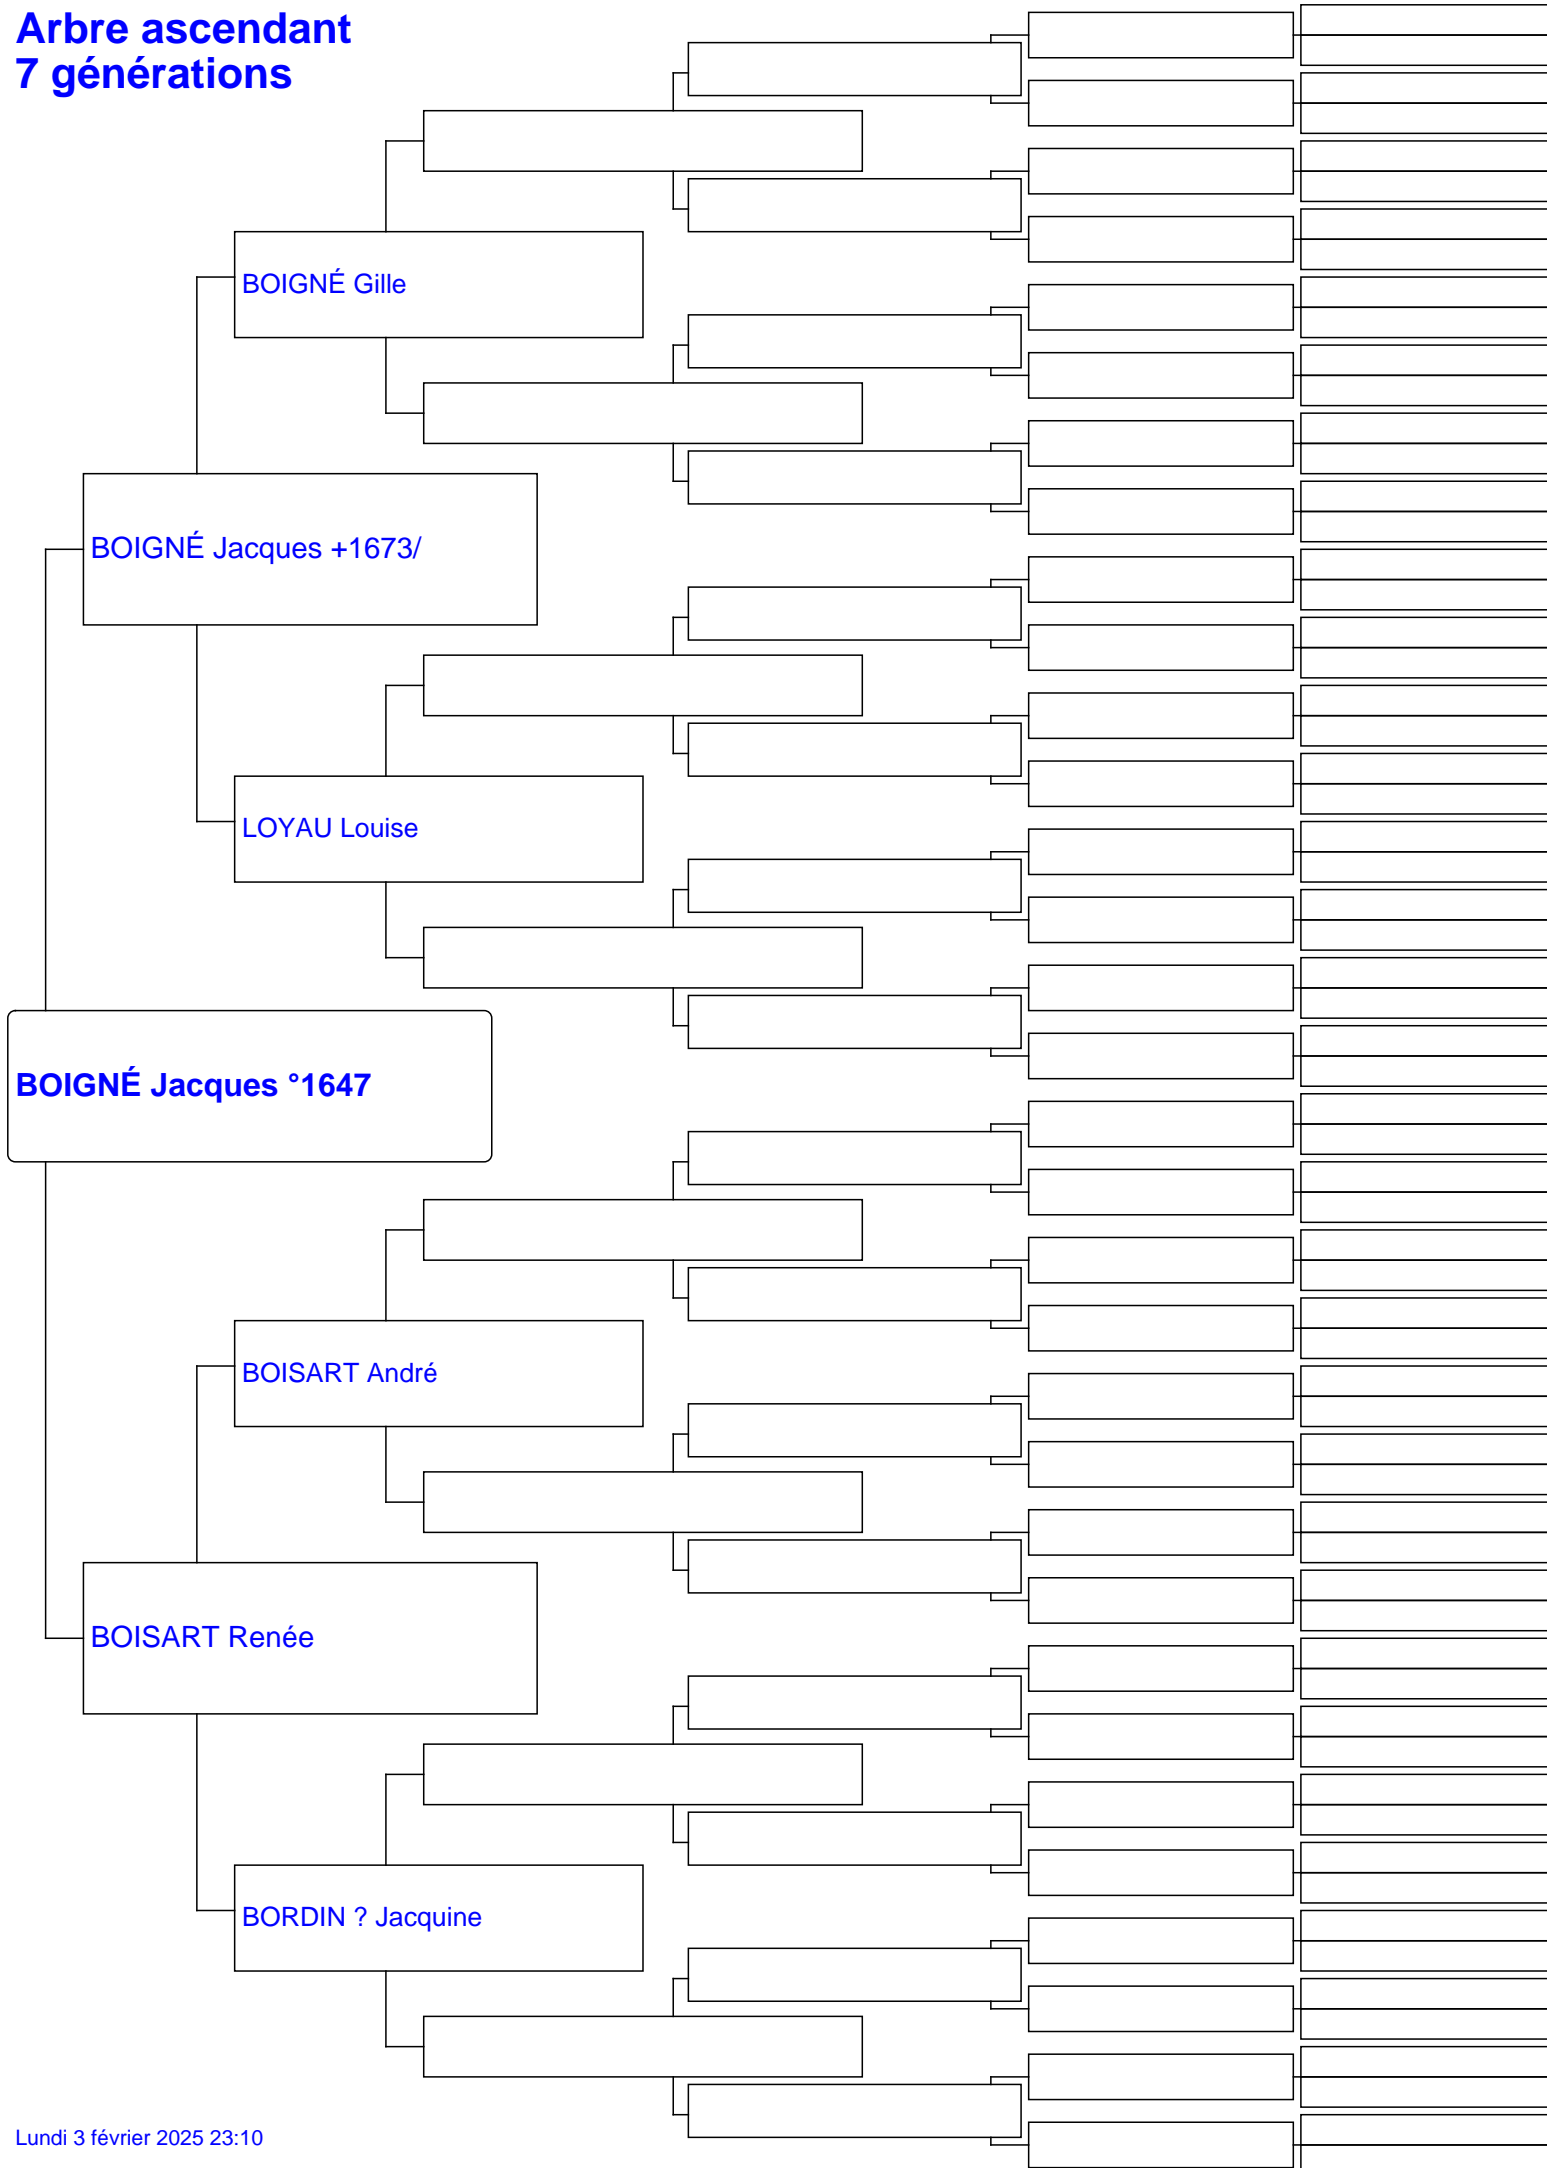 Arbre ascendant
7 générations
BOIGNÉ Gille
BOIGNÉ Jacques +1673/
LOYAU Louise
BOIGNÉ Jacques °1647
BOISART André
BOISART Renée
BORDIN ? Jacquine
Lundi 3 février 2025 23:10